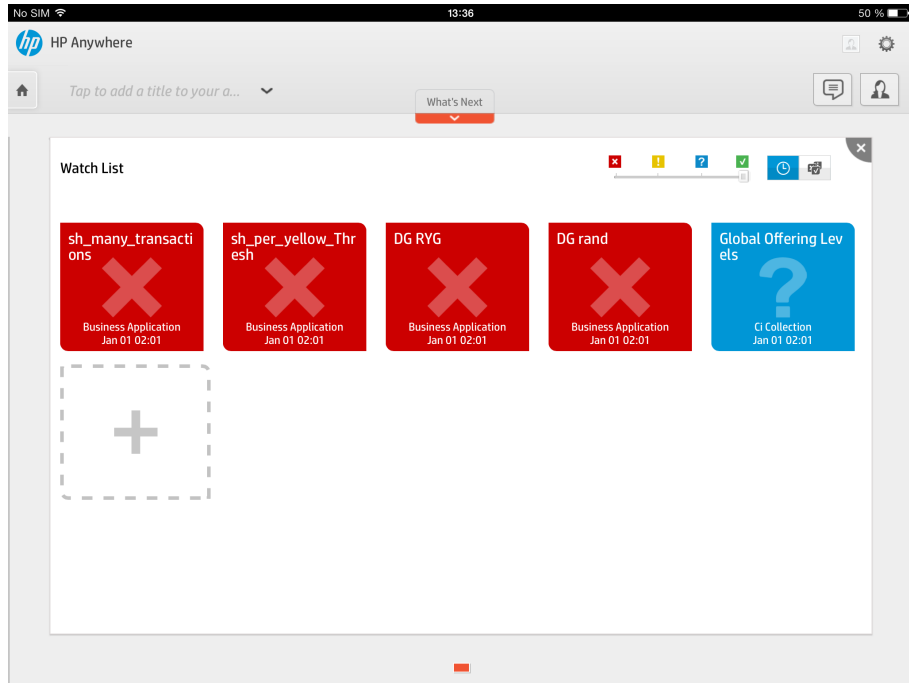 No SIM 13:36 50 %
hp HP Anywhere
Tap to add a title to your a...
What's Next
Watch List
sh_many_transacti
ons
Business Application
Jan 01 02:01
sh_per_yellow_Thr
esh
Business Application
Jan 01 02:01
DG RYG
Business Application
Jan 01 02:01
DG rand
Business Application
Jan 01 02:01
Global Offering Lev
els
?
Ci Collection
Jan 01 02:01